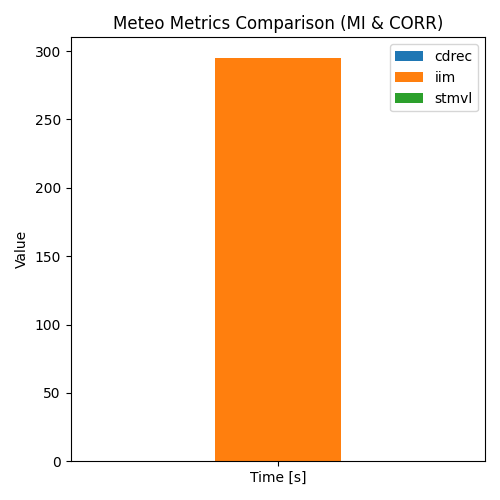 Meteo Metrics Comparison (MI & CORR)
cdrec
iim
stmvl
300
250
200
150
100
50
0
Value
Time [s]